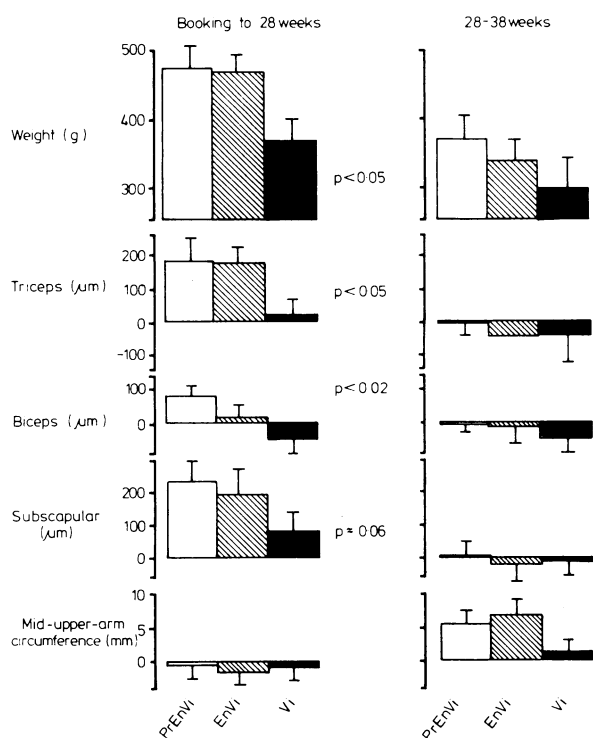 Booking to 28 weeks
28-38 weeks
500
Weight (g)
400
300
p<0·05
200
Triceps (μm)
100
0
-100
p<0·05
100
Biceps (μm)
0
p<0·02
200
Subscapular
(μm)
100
0
p≈0·06
10
Mid-upper-arm
circumference (mm)
5
0
-5
PrEnVi
EnVi
Vi
PrEnVi
EnVi
Vi